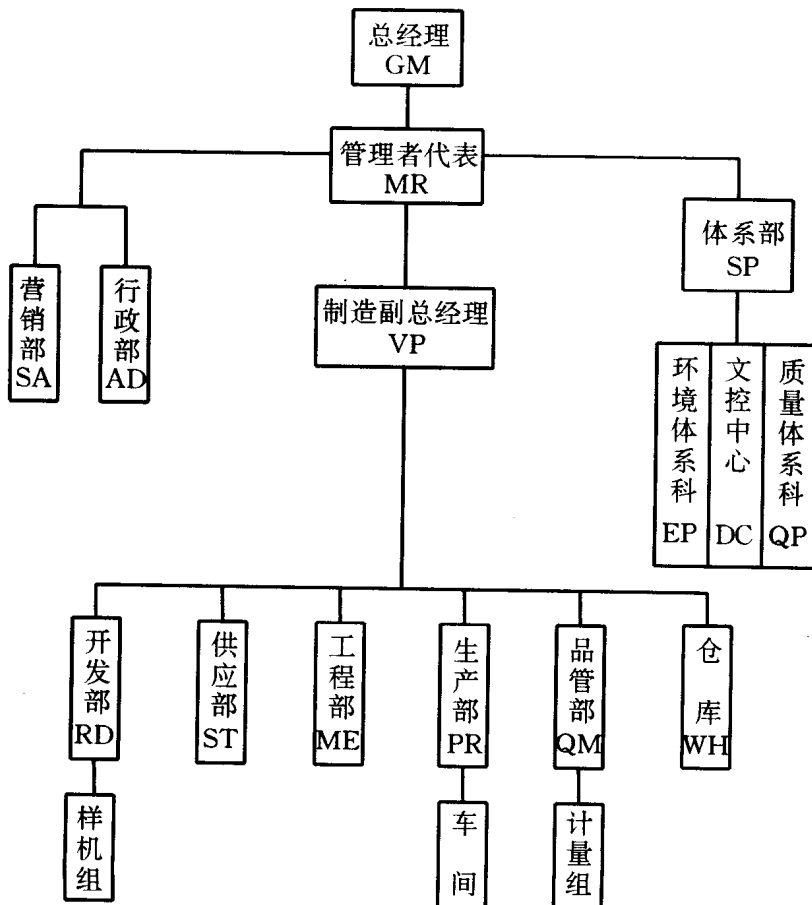 总经理
GM
管理者代表
MR
体系部
SP
营销部
SA
行政部
AD
制造副总经理
VP
环境体系科
EP
文控中心
DC
质量体系科
QP
开发部
RD
供应部
ST
工程部
ME
生产部
PR
品管部
QM
仓库
WH
样机组
车间
计量组